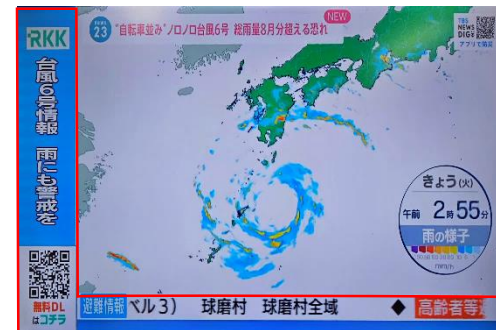 RKK
台風6号情報 雨にも警戒を
無料DL
はコチラ
news
23
"自転車並み"ノロノロ台風6号 総雨量8月分超える恐れ
NEW
TBS
NEWS
DIG
アプリで防災
きょう(火)
午前 2時55分
雨の様子
mm/h
避難情報 ベル3) 球磨村 球磨村全域 ◆ 高齢者等